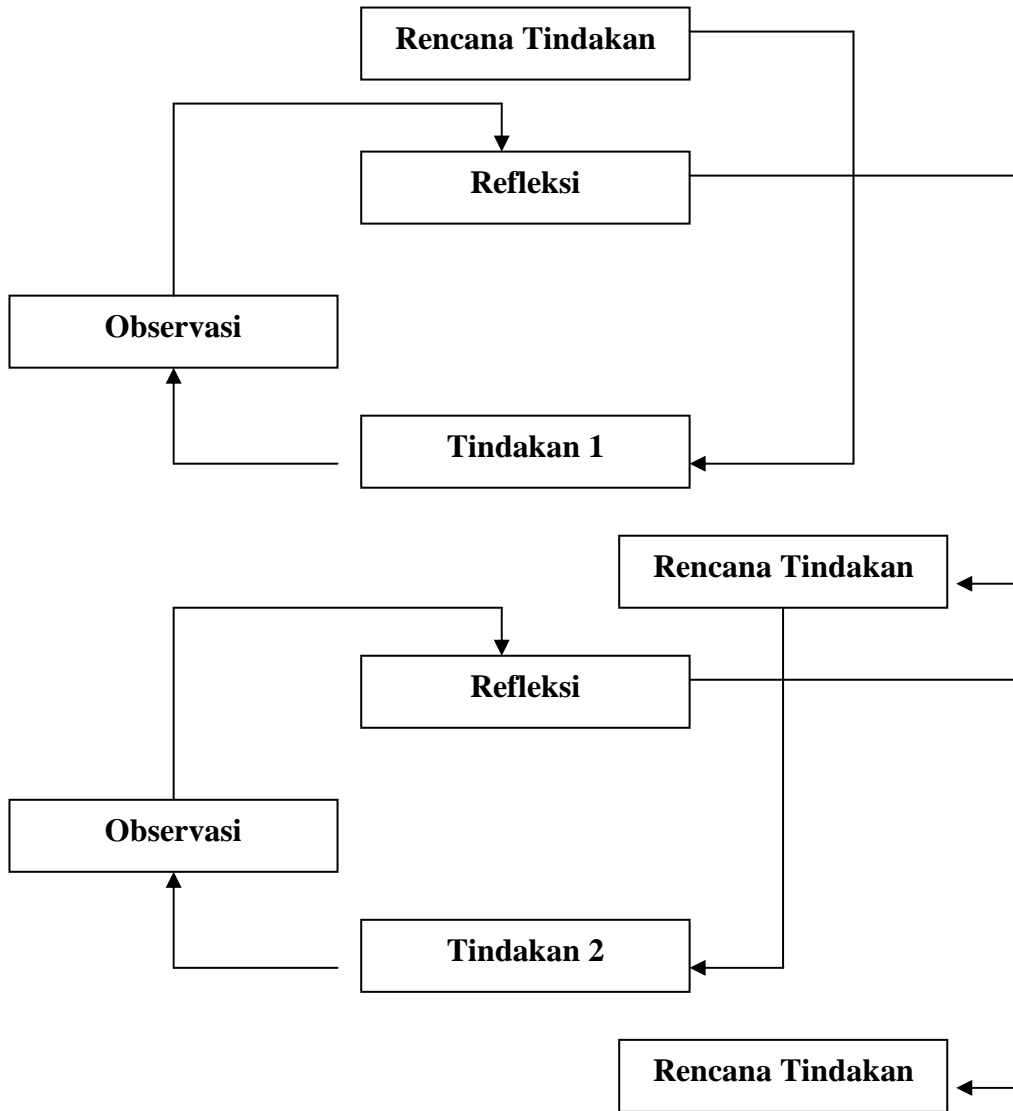 Rencana Tindakan
Refleksi
Observasi
Tindakan 1
Rencana Tindakan
Refleksi
Observasi
Tindakan 2
Rencana Tindakan